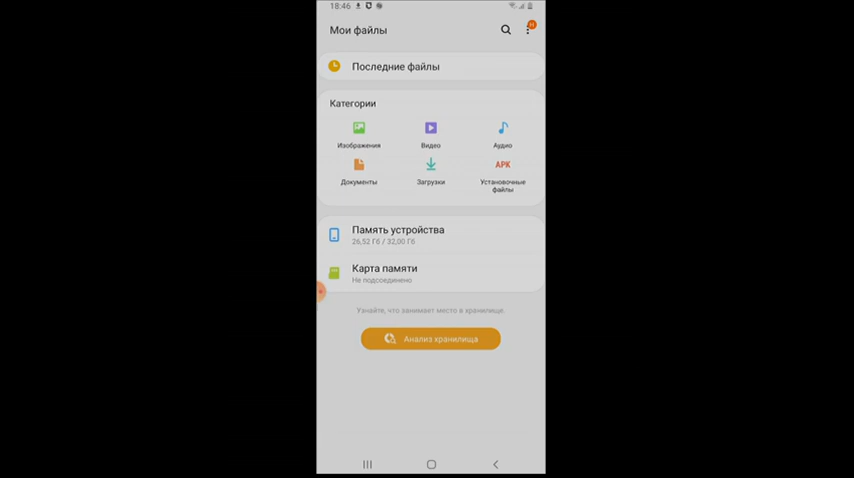 18:46
Мои файлы
Н
Последние файлы
Категории
Изображения Видео Аудио
APK
Документы Загрузки Установочные
файлы
Память устройства
26,52 Гб / 32,00 Гб
Карта памяти
Не подсоединено
Узнайте, что занимает место в хранилище.
Анализ хранилища